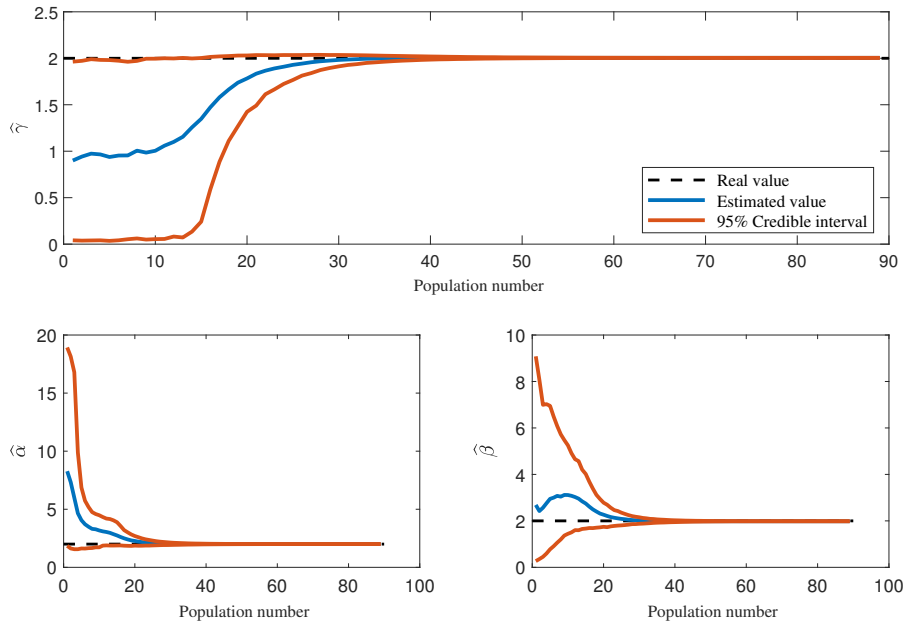 2.5
2
1.5
1
0.5
0
γ̂
0 10 20 30 40 50 60 70 80 90
Population number
Real value
Estimated value
95% Credible interval
20
15
10
5
0
α̂
0 20 40 60 80 100
Population number
10
8
6
4
2
0
β̂
0 20 40 60 80 100
Population number